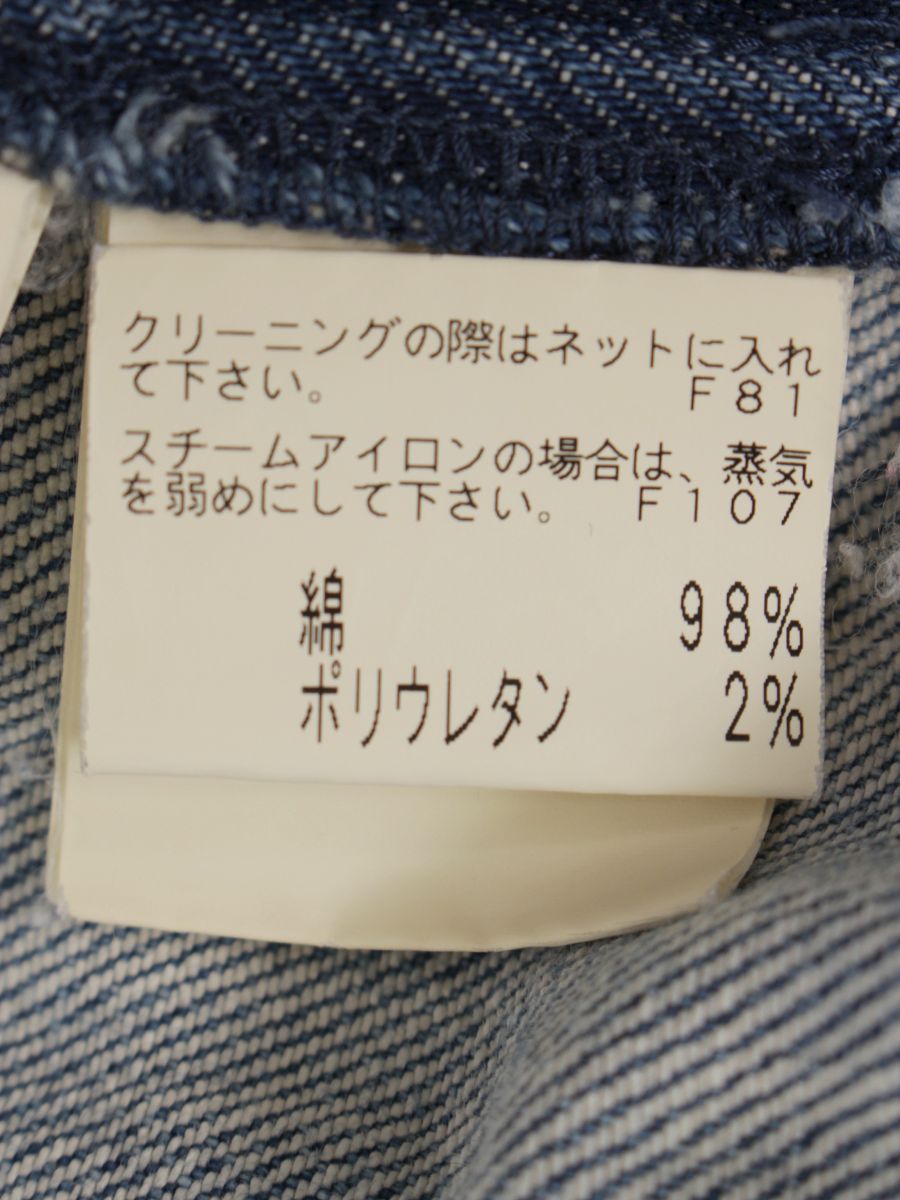 クリーニングの際はネットに入れ
て下さい。 F81
スチームアイロンの場合は、蒸気
を弱めにして下さい。 F107
綿 98%
ポリウレタン 2%